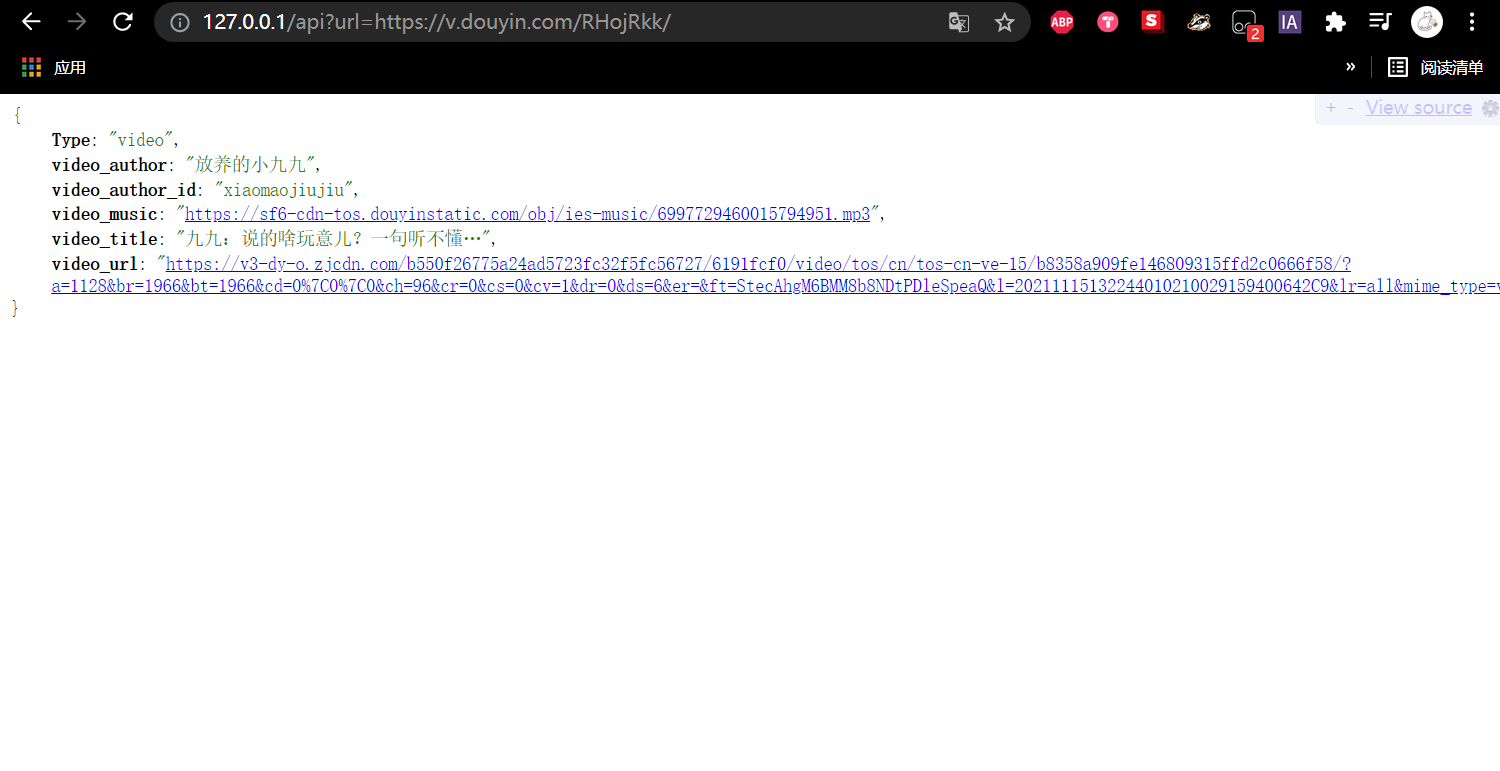 127.0.0.1/api?url=https://v.douyin.com/RHojRkk/
ABP
T
S
2
IA
应用
»
阅读清单
+ - View source
{
Type: "video",
video_author: "放养的小九九",
video_author_id: "xiaomaojiujiu",
video_music: "https://sf6-cdn-tos.douyinstatic.com/obj/ies-music/6997729460015794951.mp3",
video_title: "九九：说的啥玩意儿？一句听不懂…",
video_url: "https://v3-dy-o.zjcdn.com/b550f26775a24ad5723fc32f5fc56727/6191fcf0/video/tos/cn/tos-cn-ve-15/b8358a909fe146809315ffd2c0666f58/?
a=1128&br=1966&bt=1966&cd=0%7C0%7C0&ch=96&cr=0&cs=0&cv=1&dr=0&ds=6&er=&ft=StecAhgM6BMM8b8NDtPDleSpeaQ&l=20211115132244010210029159400642C9&lr=all&mime_type=v
}